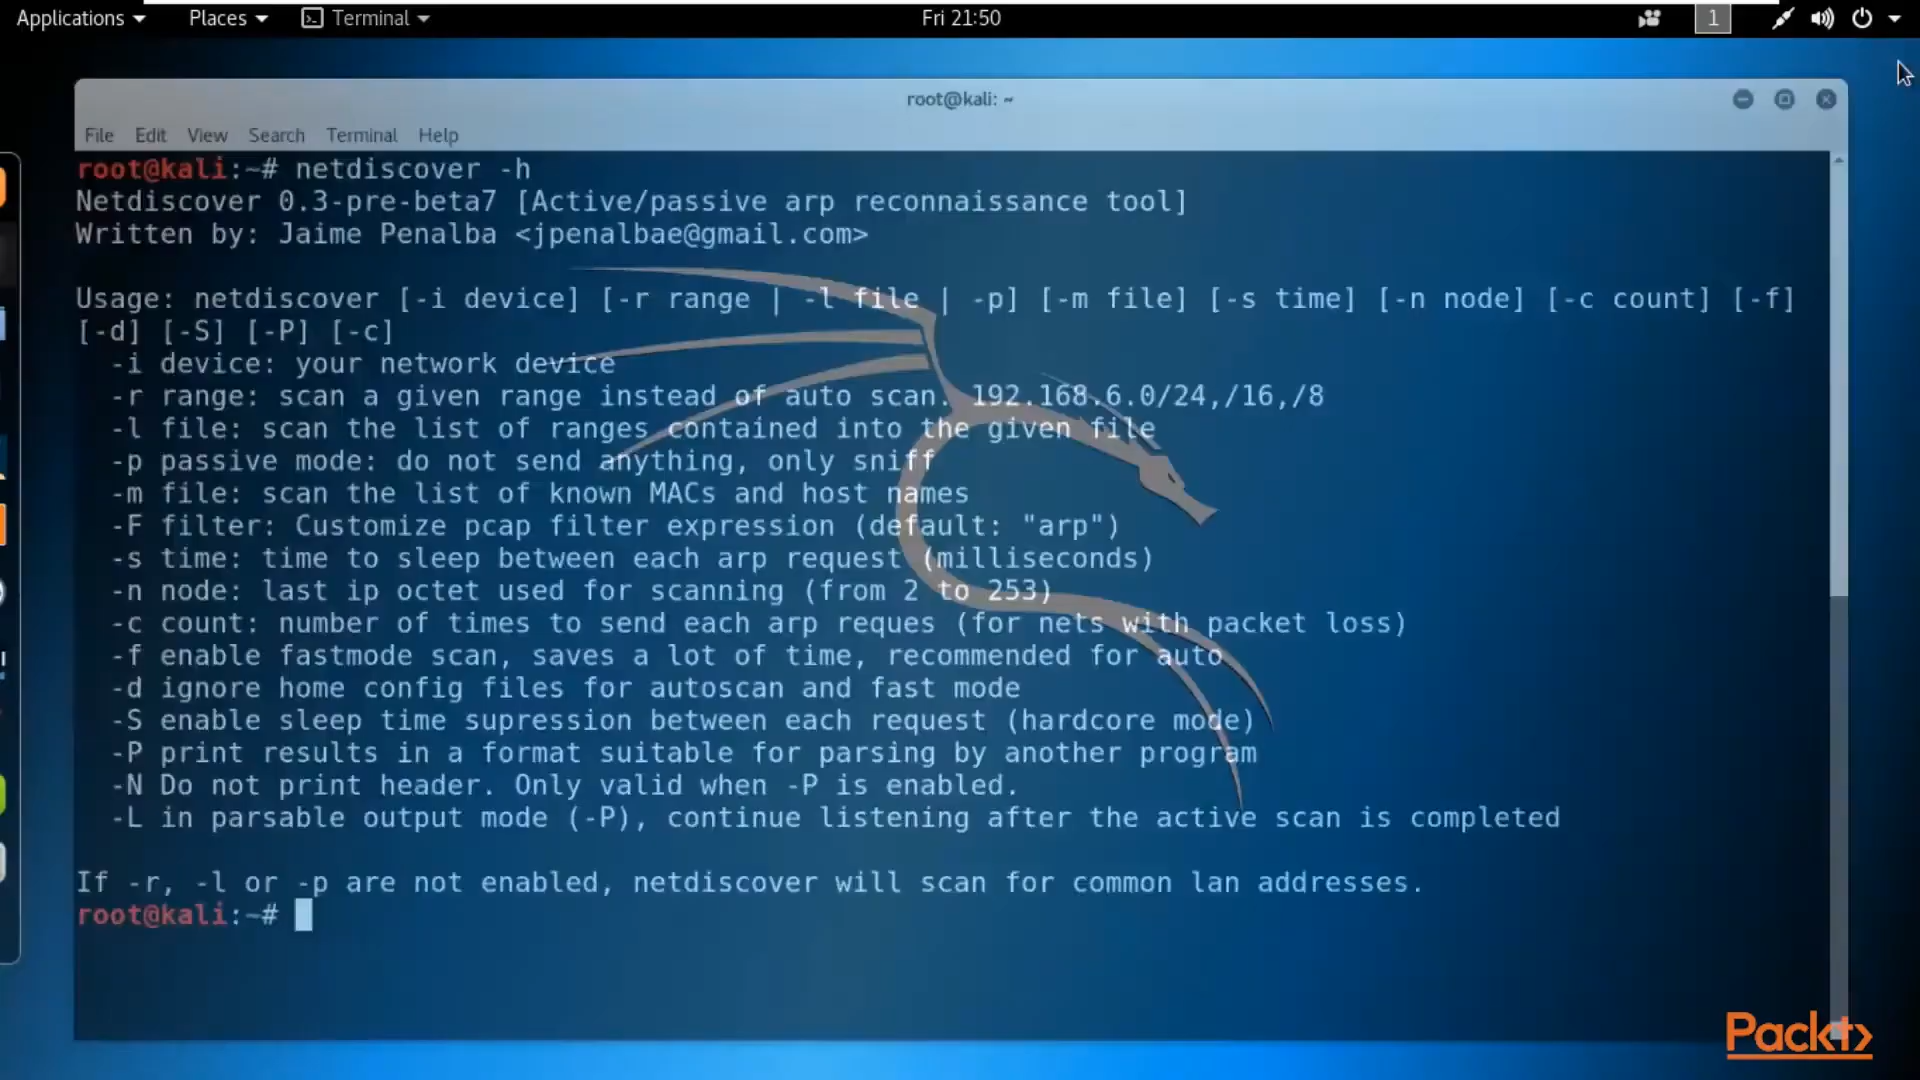 Applications Places Terminal Fri 21:50 1
root@kali: ~
File Edit View Search Terminal Help
root@kali:~# netdiscover -h
Netdiscover 0.3-pre-beta7 [Active/passive arp reconnaissance tool]
Written by: Jaime Penalba <jpenalbae@gmail.com>
Usage: netdiscover [-i device] [-r range | -l file | -p] [-m file] [-s time] [-n node] [-c count] [-f]
[-d] [-S] [-P] [-c]
-i device: your network device
-r range: scan a given range instead of auto scan. 192.168.6.0/24,/16,/8
-l file: scan the list of ranges contained into the given file
-p passive mode: do not send anything, only sniff
-m file: scan the list of known MACs and host names
-F filter: Customize pcap filter expression (default: "arp")
-s time: time to sleep between each arp request (milliseconds)
-n node: last ip octet used for scanning (from 2 to 253)
-c count: number of times to send each arp reques (for nets with packet loss)
-f enable fastmode scan, saves a lot of time, recommended for auto
-d ignore home config files for autoscan and fast mode
-S enable sleep time supression between each request (hardcore mode)
-P print results in a format suitable for parsing by another program
-N Do not print header. Only valid when -P is enabled.
-L in parsable output mode (-P), continue listening after the active scan is completed
If -r, -l or -p are not enabled, netdiscover will scan for common lan addresses.
root@kali:~#
Packt>